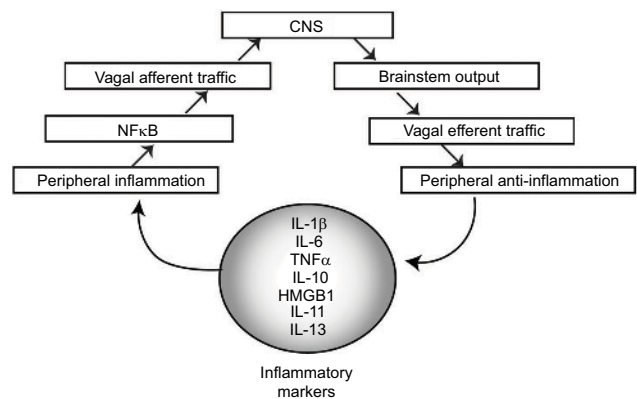 CNS
Vagal afferent traffic
Brainstem output
NFκB
Vagal efferent traffic
Peripheral inflammation
Peripheral anti-inflammation
IL-1β
IL-6
TNFα
IL-10
HMGB1
IL-11
IL-13
Inflammatory
markers